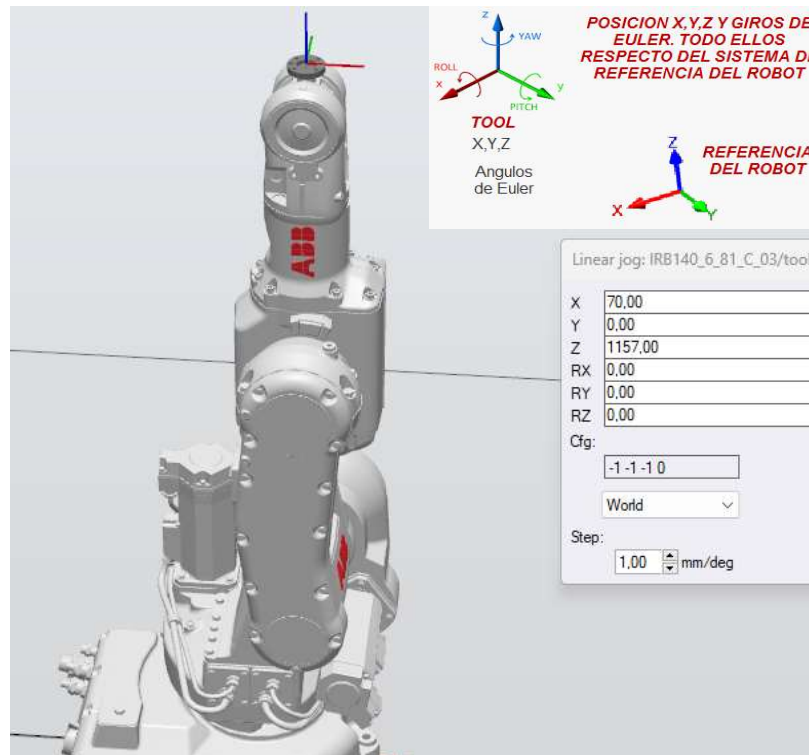 POSICION X,Y,Z Y GIROS DE
EULER. TODO ELLOS
RESPECTO DEL SISTEMA DE
REFERENCIA DEL ROBOT
Z
YAW
ROLL
X
y
PITCH
TOOL
X,Y,Z
Angulos
de Euler
Z
REFERENCIA
DEL ROBOT
X
Y
ABB
Linear jog: IRB140_6_81_C_03/tool
X 70,00
Y 0,00
Z 1157,00
RX 0,00
RY 0,00
RZ 0,00
Cfg:
-1 -1 -1 0
World
Step:
1,00 mm/deg
ABB